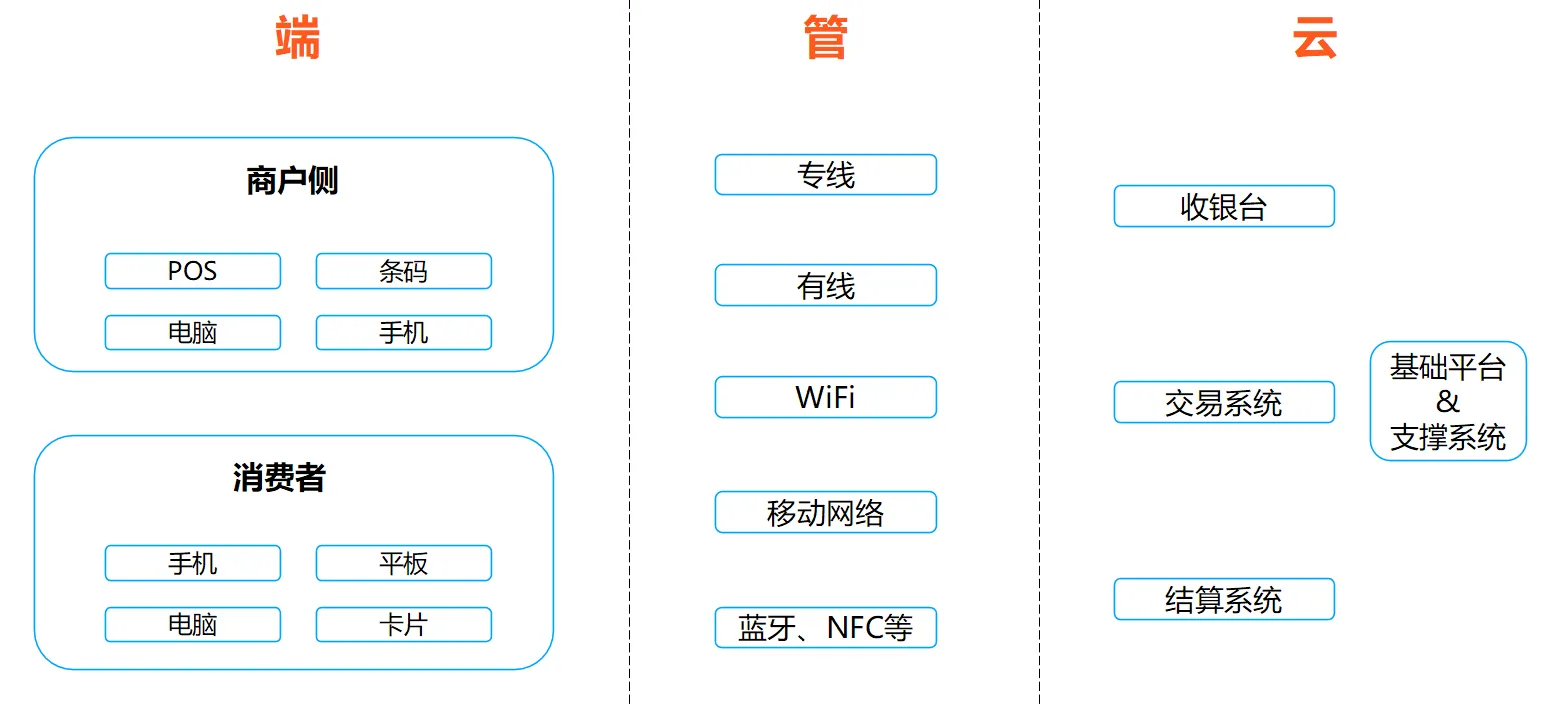 端
商户侧
POS
条码
电脑
手机
消费者
手机
平板
电脑
卡片
管
专线
有线
WiFi
移动网络
蓝牙、NFC等
云
收银台
交易系统
结算系统
基础平台
&
支撑系统